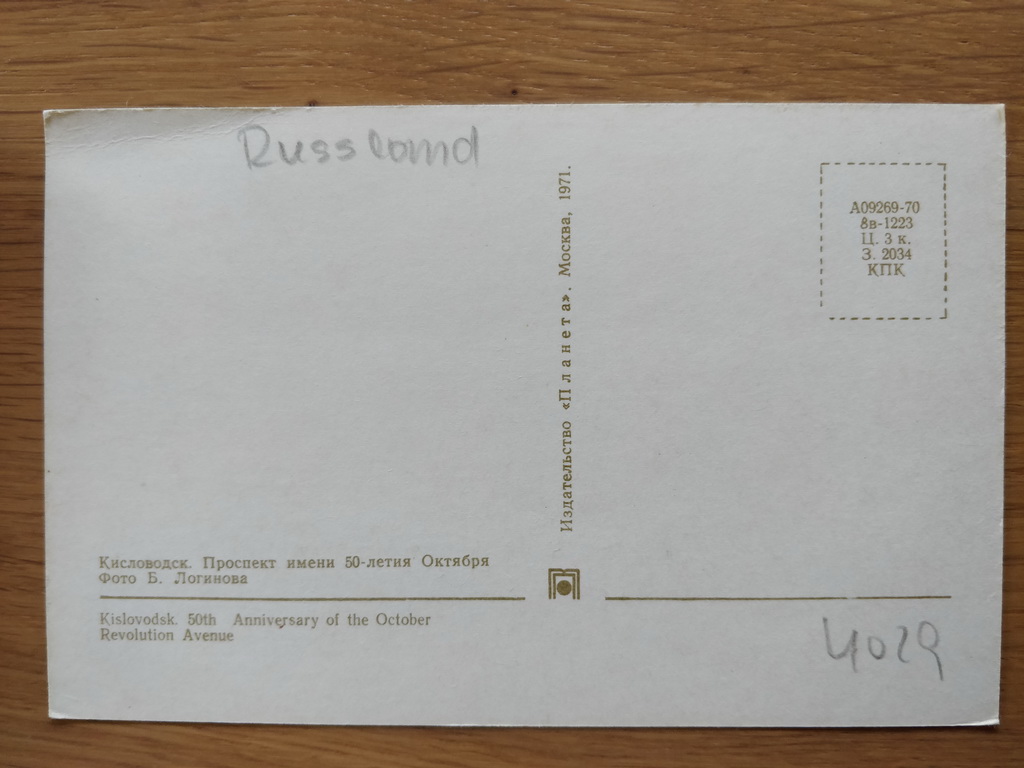 Russland
Издательство «Планета». Москва, 1971.
А09269-70
8в-1223
Ц. 3 к.
З. 2034
КПК
Кисловодск. Проспект имени 50-летия Октября
Фото Б. Логинова
Kislovodsk. 50th Anniversary of the October
Revolution Avenue
4029